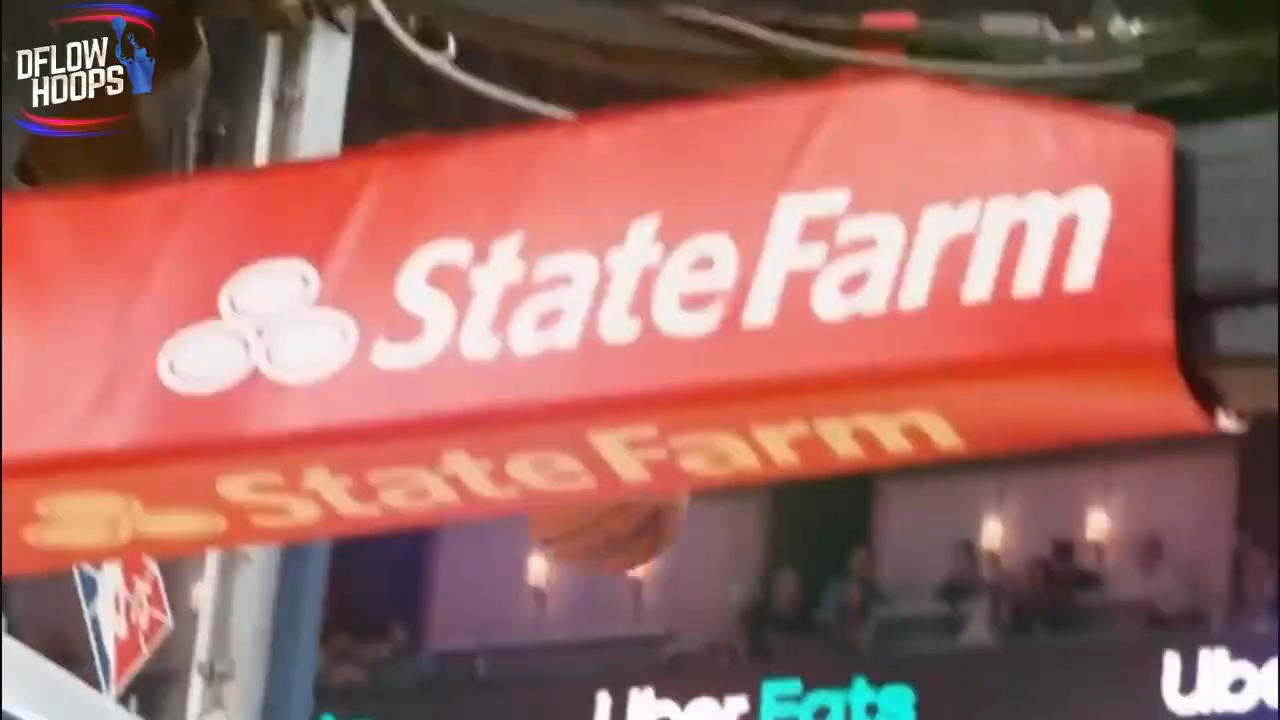 DFLOW
HOOPS
State Farm
State Farm
Uber Eats
Ube